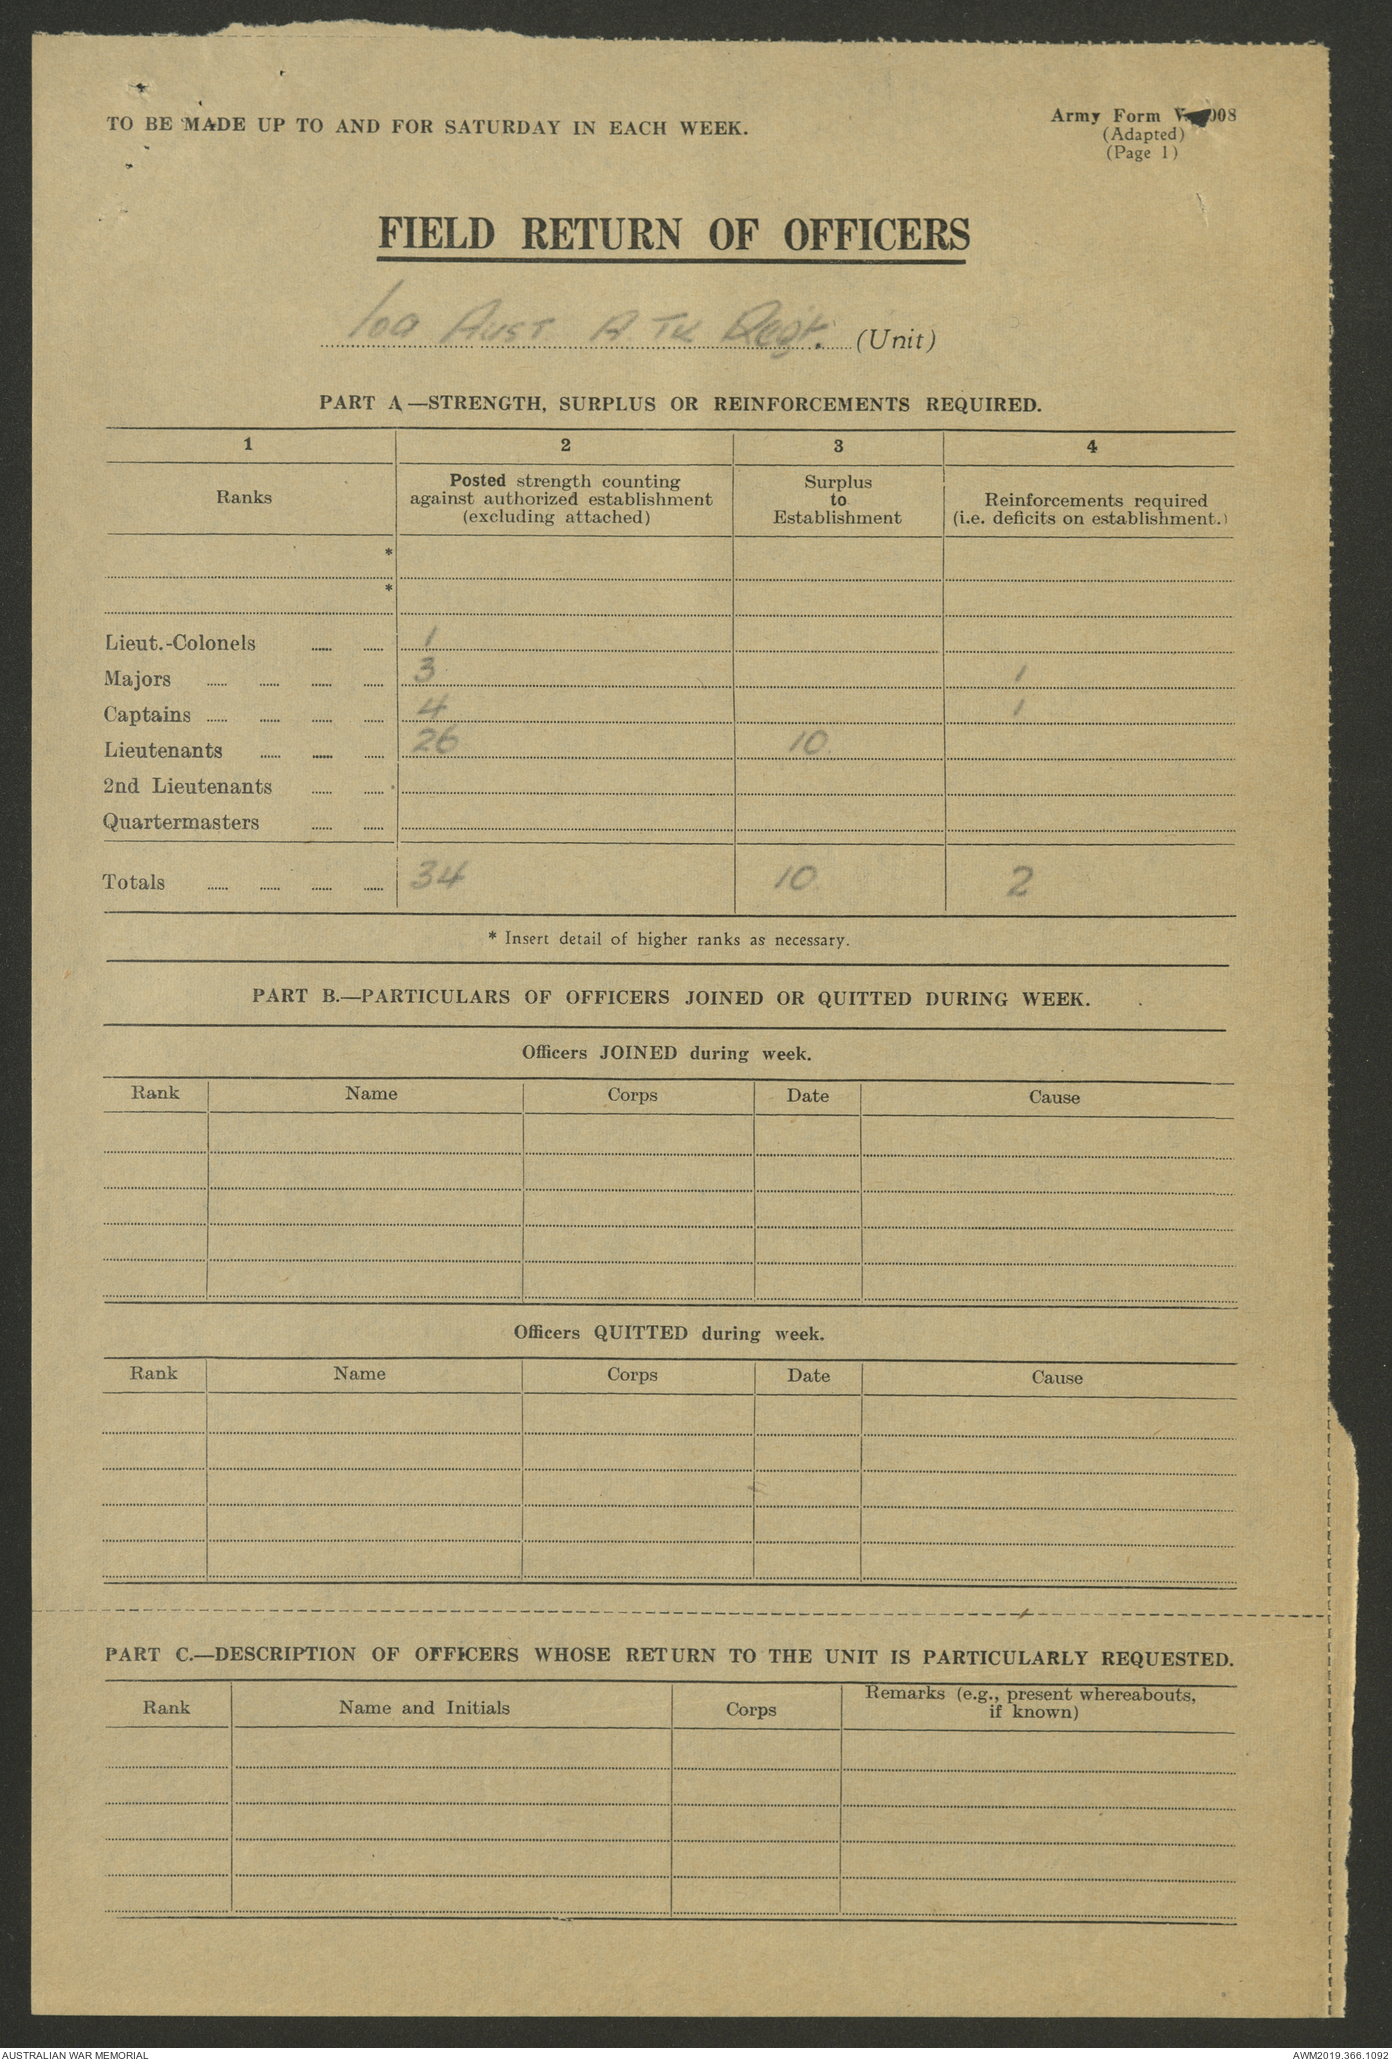 TO BE MADE UP TO AND FOR SATURDAY IN EACH WEEK.
Army Form 008
(Adapted)
(Page 1)
FIELD RETURN OF OFFICERS
Aust. A. Tk Regt. (Unit)
PART A—STRENGTH, SURPLUS OR REINFORCEMENTS REQUIRED.
1 2 3 4
Ranks
Posted strength counting
against authorized establishment
(excluding attached)
Surplus
to
Establishment
Reinforcements required
(i.e. deficits on establishment.)
*
*
Lieut.-Colonels 1
Majors 3 1
Captains 4 1
Lieutenants 26 10
2nd Lieutenants
Quartermasters
Totals 34 10 2
* Insert detail of higher ranks as necessary.
PART B.—PARTICULARS OF OFFICERS JOINED OR QUITTED DURING WEEK.
Officers JOINED during week.
Rank Name Corps Date Cause
Officers QUITTED during week.
Rank Name Corps Date Cause
PART C.—DESCRIPTION OF OFFICERS WHOSE RETURN TO THE UNIT IS PARTICULARLY REQUESTED.
Rank Name and Initials Corps
Remarks (e.g., present whereabouts,
if known)
AUSTRALIAN WAR MEMORIAL
AWM2019.366.1092